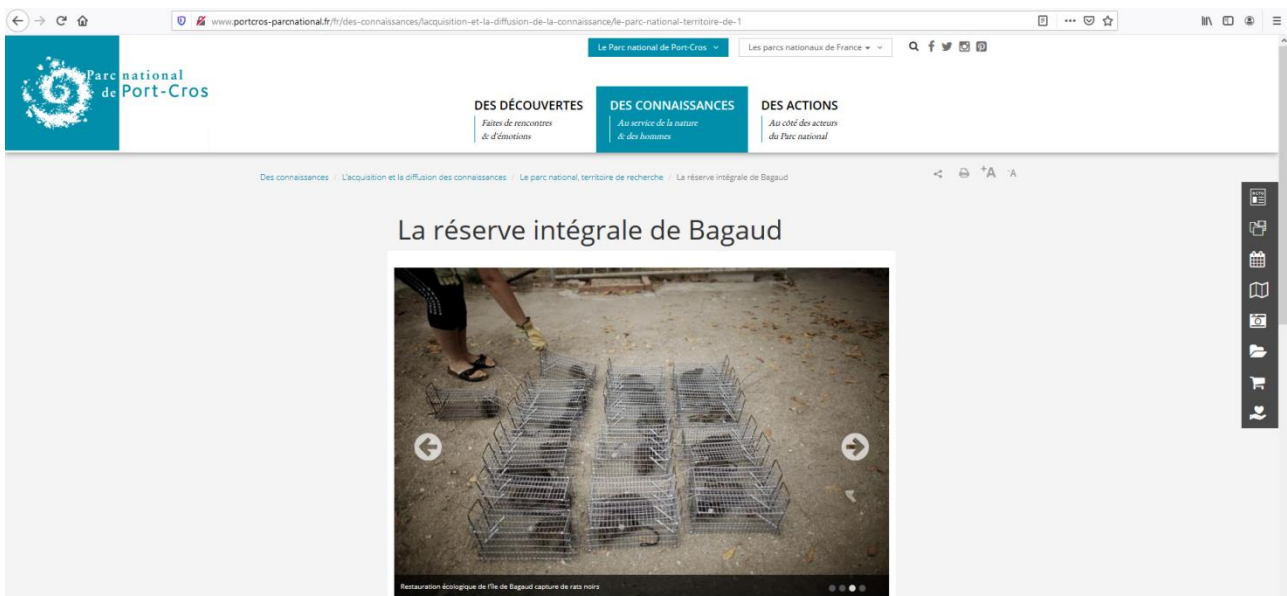 www.portcros-parcnational.fr/fr/des-connaissances/lacquisition-et-la-diffusion-de-la-connaissance/le-parc-national-territoire-de-1
Le Parc national de Port-Cros
Les parcs nationaux de France
Parc national
de Port-Cros
DES DÉCOUVERTES
Faites de rencontres
& d'émotions
DES CONNAISSANCES
Au service de la nature
& des hommes
DES ACTIONS
Au côté des acteurs
du Parc national
Des connaissances / L'acquisition et la diffusion des connaissances / Le parc national, territoire de recherche / La réserve intégrale de Bagaud
+A -A
La réserve intégrale de Bagaud
Restauration écologique de l'île de Bagaud capture de rats noirs